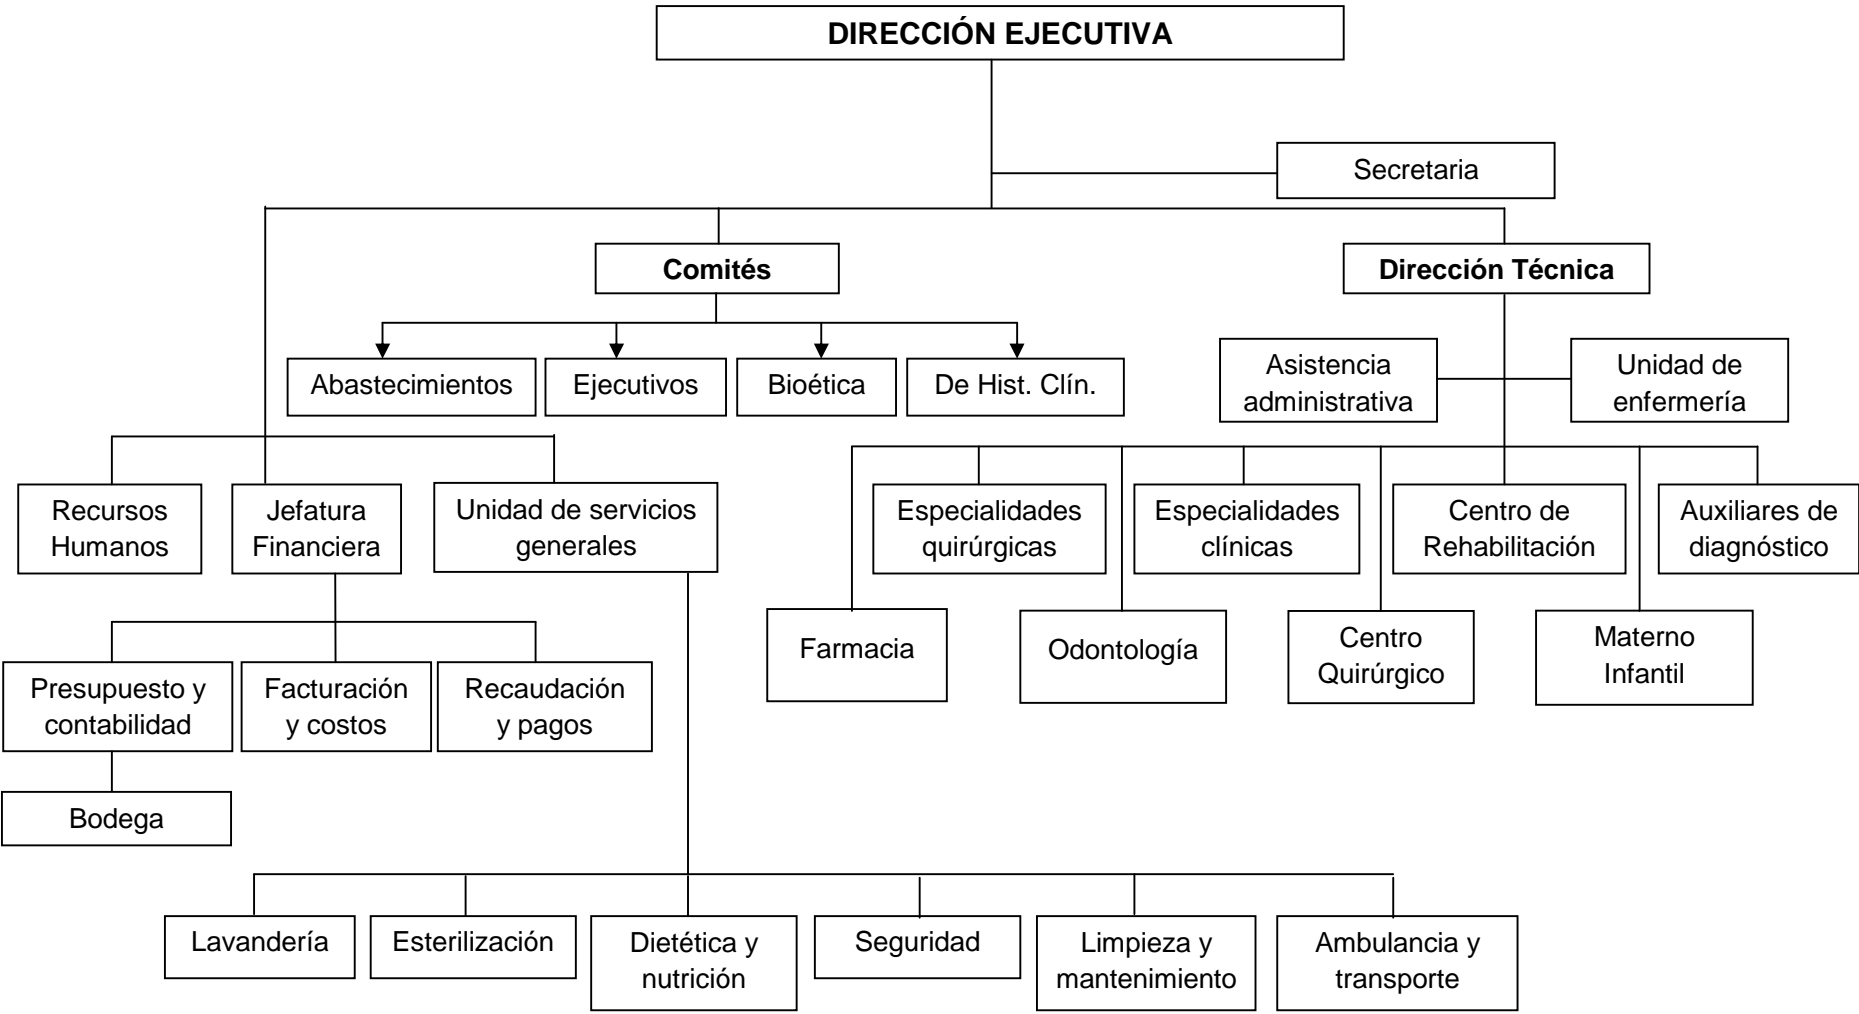 DIRECCIÓN EJECUTIVA
Secretaria
Comités
Dirección Técnica
Abastecimientos
Ejecutivos
Bioética
De Hist. Clín.
Asistencia
administrativa
Unidad de
enfermería
Recursos
Humanos
Jefatura
Financiera
Unidad de servicios
generales
Especialidades
quirúrgicas
Especialidades
clínicas
Centro de
Rehabilitación
Auxiliares de
diagnóstico
Farmacia
Odontología
Centro
Quirúrgico
Materno
Infantil
Presupuesto y
contabilidad
Facturación
y costos
Recaudación
y pagos
Bodega
Lavandería
Esterilización
Dietética y
nutrición
Seguridad
Limpieza y
mantenimiento
Ambulancia y
transporte